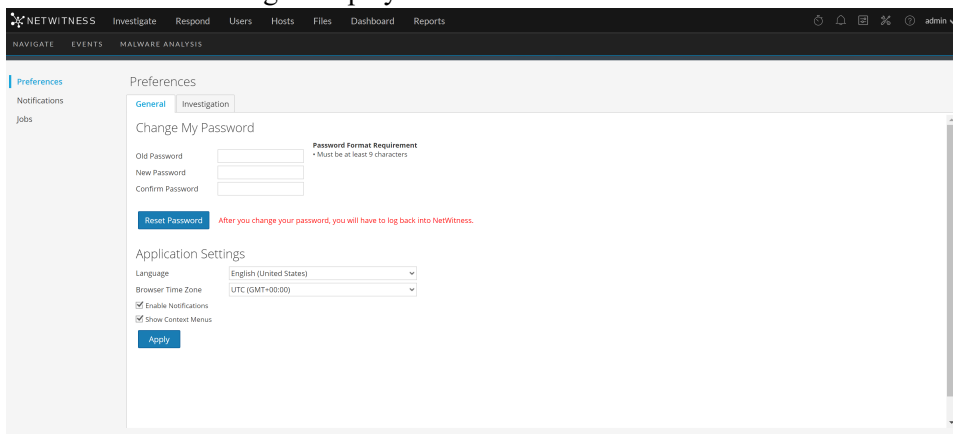 NETWITNESS Investigate Respond Users Hosts Files Dashboard Reports admin
NAVIGATE EVENTS MALWARE ANALYSIS
Preferences
Notifications
Jobs
Preferences
General Investigation
Change My Password
Password Format Requirement
• Must be at least 9 characters
Old Password
New Password
Confirm Password
Reset Password After you change your password, you will have to log back into NetWitness.
Application Settings
Language English (United States)
Browser Time Zone UTC (GMT+00:00)
Enable Notifications
Show Context Menus
Apply